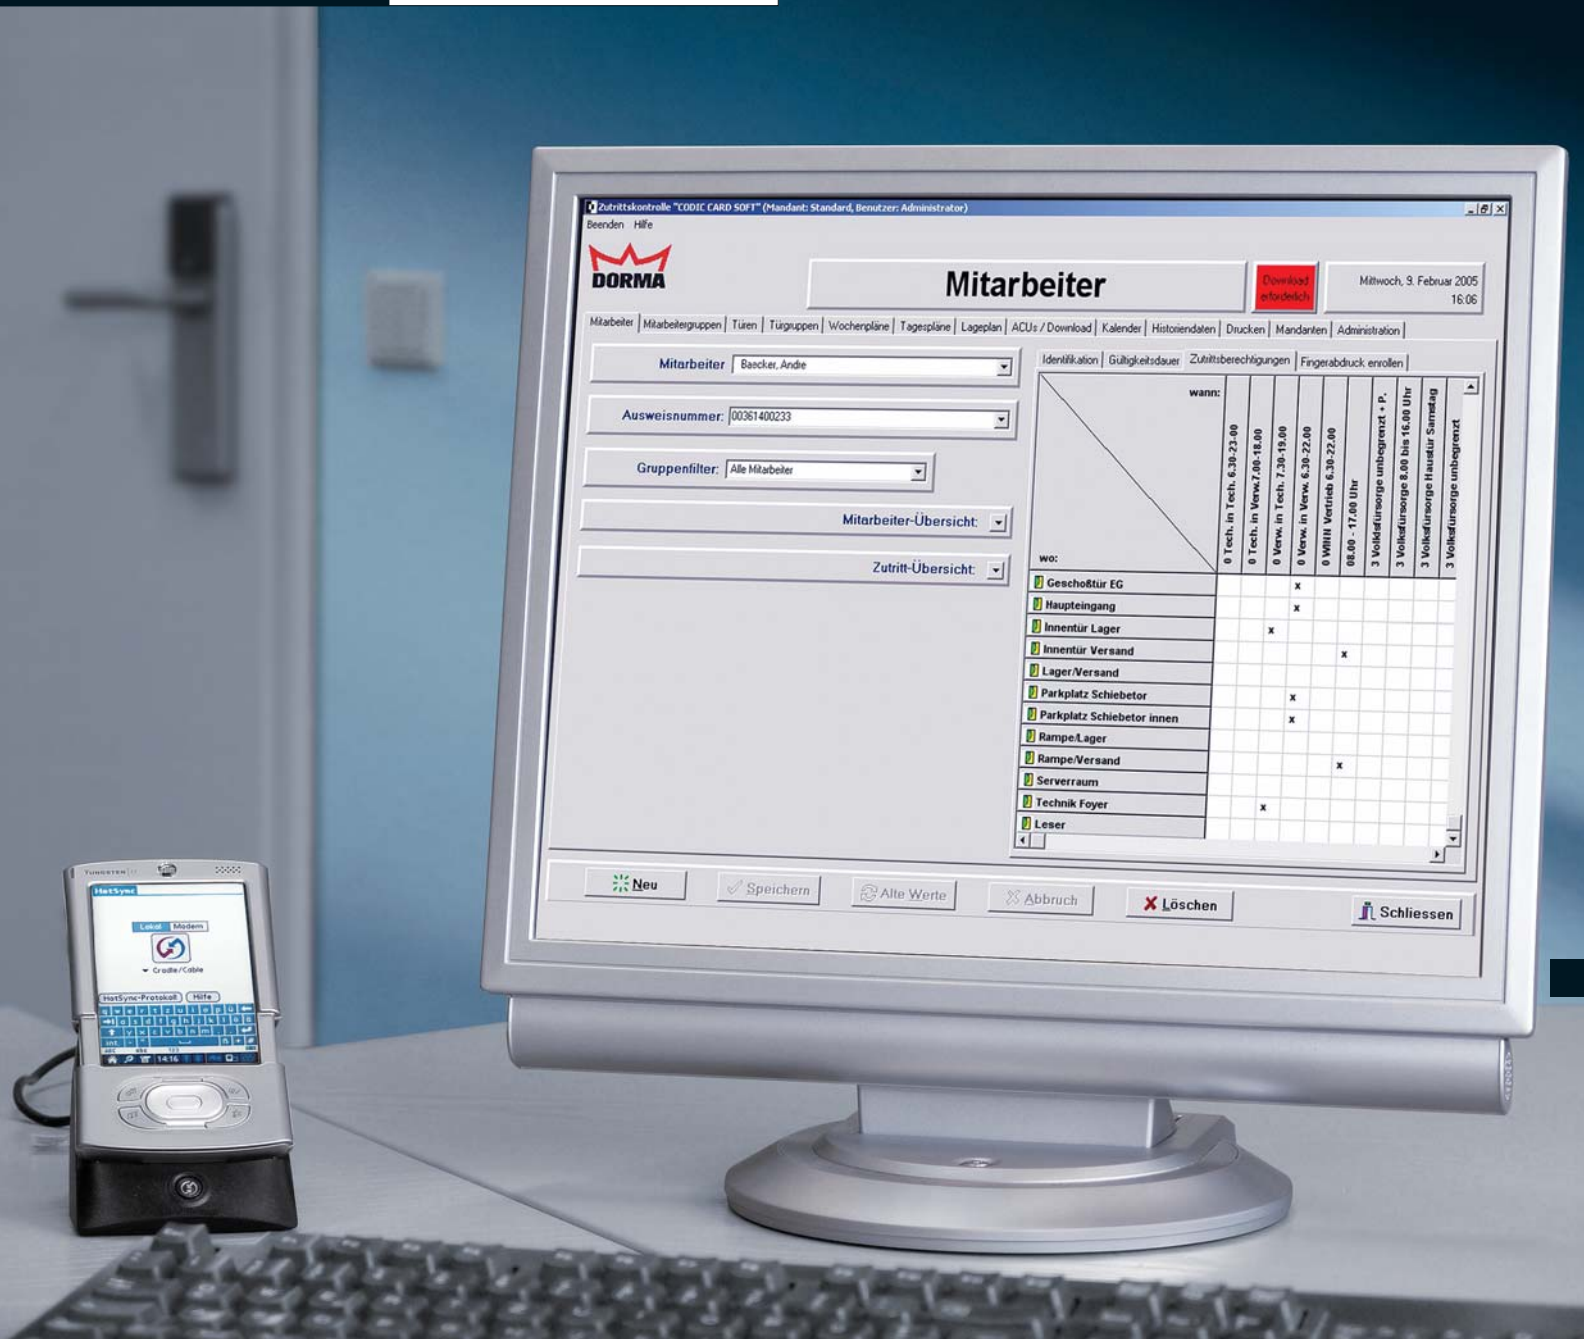 Zutrittskontrolle "CODIC CARD SOFT" (Mandant: Standard, Benutzer: Administrator)
Beenden Hilfe
DORMA
Mitarbeiter
Download
erforderlich
Mittwoch, 9. Februar 2005
16:06
Mitarbeiter Mitarbeitergruppen Türen Türgruppen Wochenpläne Tagespläne Lageplan ACUs / Download Kalender Historiendaten Drucken Mandanten Administration
Mitarbeiter Baecker, Andre
Ausweisnummer: 00361400233
Gruppenfilter: Alle Mitarbeiter
Mitarbeiter-Übersicht:
Zutritt-Übersicht:
Identifikation Gültigkeitsdauer Zutrittsberechtigungen Fingerabdruck enrollen
wann:
0 Tech. in Tech. 6.30-23-00
0 Tech. in Verw.7.00-18.00
0 Verw. in Tech. 7.30-19.00
0 Verw. in Verw. 6.30-22.00
0 WINN Vertrieb 6.30-22.00
08.00 - 17.00 Uhr
3 Volksfürsorge unbegrenzt + P.
3 Volksfürsorge 8.00 bis 16.00 Uhr
3 Volksfürsorge Haustür Samstag
3 Volksfürsorge unbegrenzt
wo:
Geschoßtür EG x
Haupteingang x
Innentür Lager x
Innentür Versand x
Lager/Versand
Parkplatz Schiebetor x
Parkplatz Schiebetor innen x
Rampe/Lager
Rampe/Versand x
Serverraum
Technik Foyer x
Leser
Neu Speichern Alte Werte Abbruch Löschen Schliessen
TUNGSTEN
HotSync
Lokal Modem
Cradle/Cable
HotSync-Protokoll Hilfe
q w e r t z u i o p ü
a s d f g h j k l ö ä
y x c v b n m
int.
ABC abc 123
14:16